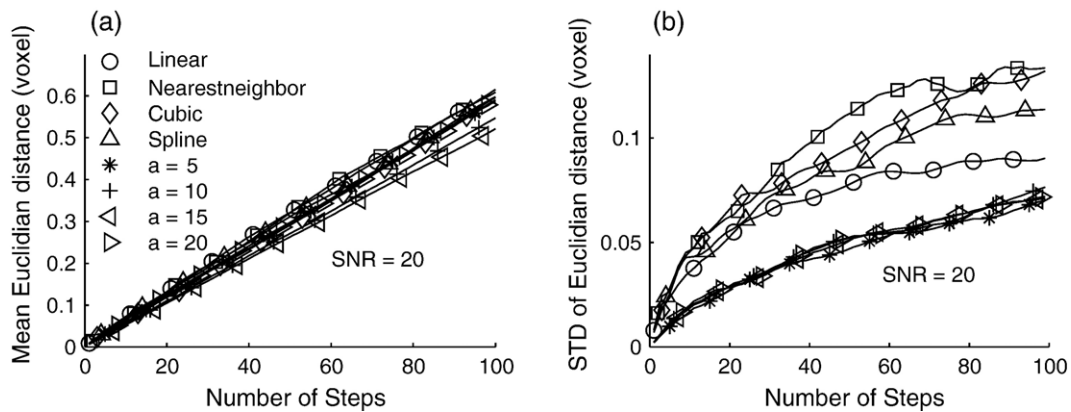 (a)
Mean Euclidian distance (voxel)
0.6
0.5
0.4
0.3
0.2
0.1
0
Linear
Nearestneighbor
Cubic
Spline
a = 5
a = 10
a = 15
a = 20
SNR = 20
0 20 40 60 80 100
Number of Steps
(b)
STD of Euclidian distance (voxel)
0.1
0.05
0
SNR = 20
0 20 40 60 80 100
Number of Steps